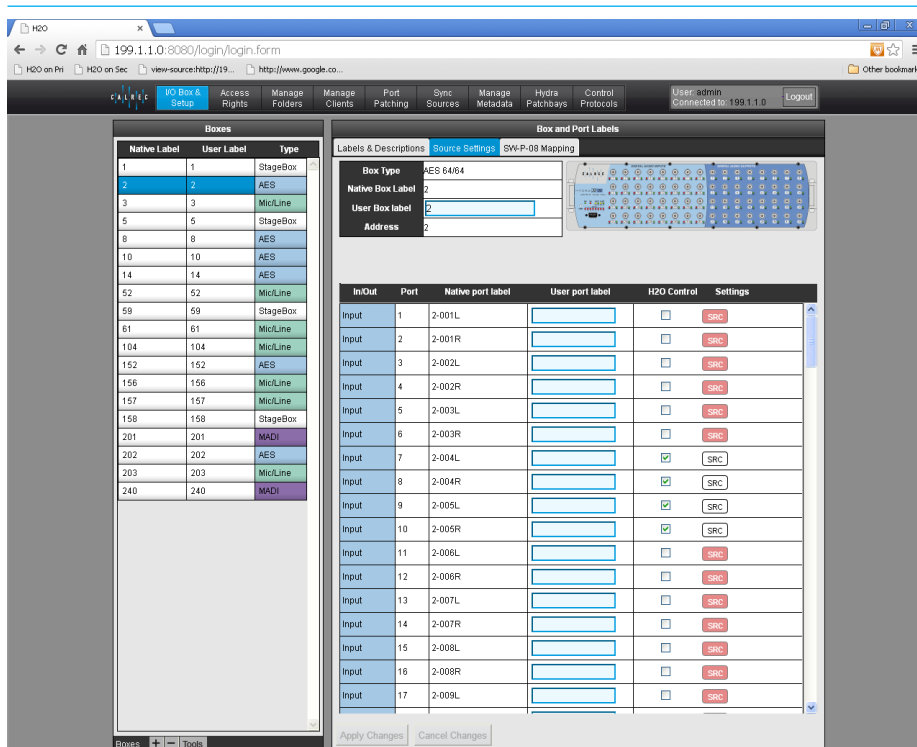 H2O
199.1.1.0:8080/login/login.form
H2O on Pri H2O on Sec view-source:http://19... http://www.google.co... Other bookmark
CALREC I/O Box & Setup Access Rights Manage Folders Manage Clients Port Patching Sync Sources Manage Metadata Hydra Patchbays Control Protocols User: admin Connected to: 199.1.1.0 Logout
Boxes
Native Label User Label Type
1 1 StageBox
2 2 AES
3 3 Mic/Line
5 5 StageBox
8 8 AES
10 10 AES
14 14 AES
52 52 Mic/Line
59 59 StageBox
61 61 Mic/Line
104 104 Mic/Line
152 152 AES
156 156 Mic/Line
157 157 Mic/Line
158 158 StageBox
201 201 MADI
202 202 AES
203 203 Mic/Line
240 240 MADI
Boxes + − Tools
Box and Port Labels
Labels & Descriptions Source Settings SW-P-08 Mapping
Box Type AES 64/64
Native Box Label 2
User Box label 2
Address 2
CALREC
In/Out Port Native port label User port label H2O Control Settings
Input 1 2-001L SRC
Input 2 2-001R SRC
Input 3 2-002L SRC
Input 4 2-002R SRC
Input 5 2-003L SRC
Input 6 2-003R SRC
Input 7 2-004L SRC
Input 8 2-004R SRC
Input 9 2-005L SRC
Input 10 2-005R SRC
Input 11 2-006L SRC
Input 12 2-006R SRC
Input 13 2-007L SRC
Input 14 2-007R SRC
Input 15 2-008L SRC
Input 16 2-008R SRC
Input 17 2-009L SRC
Apply Changes Cancel Changes